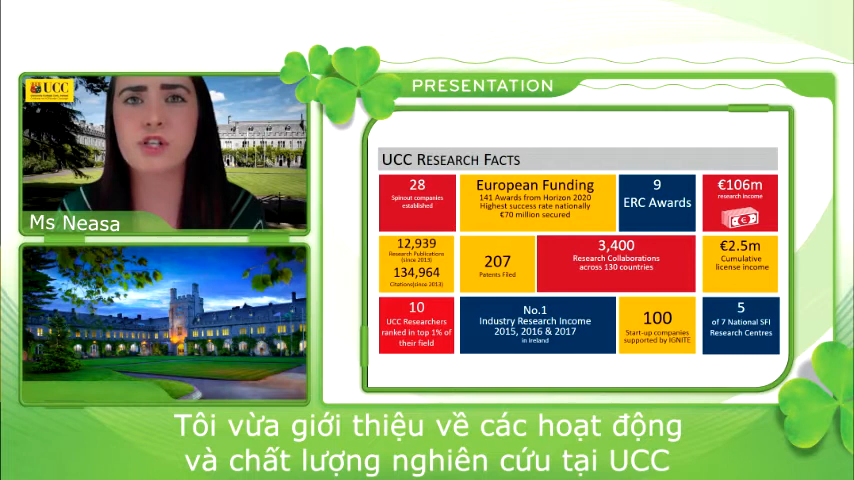 UCC
PRESENTATION
Ms Neasa
UCC RESEARCH FACTS
28
Spinout companies
established
European Funding
141 Awards from Horizon 2020
Highest success rate nationally
€70 million secured
9
ERC Awards
€106m
research income
12,939
Research Publications
(since 2013)
134,964
Citations(since 2013)
207
Patents Filed
3,400
Research Collaborations
across 130 countries
€2.5m
Cumulative
license income
10
UCC Researchers
ranked in top 1% of
their field
No.1
Industry Research Income
2015, 2016 & 2017
in Ireland
100
Start-up companies
supported by IGNITE
5
of 7 National SFI
Research Centres
Tôi vừa giới thiệu về các hoạt động
và chất lượng nghiên cứu tại UCC